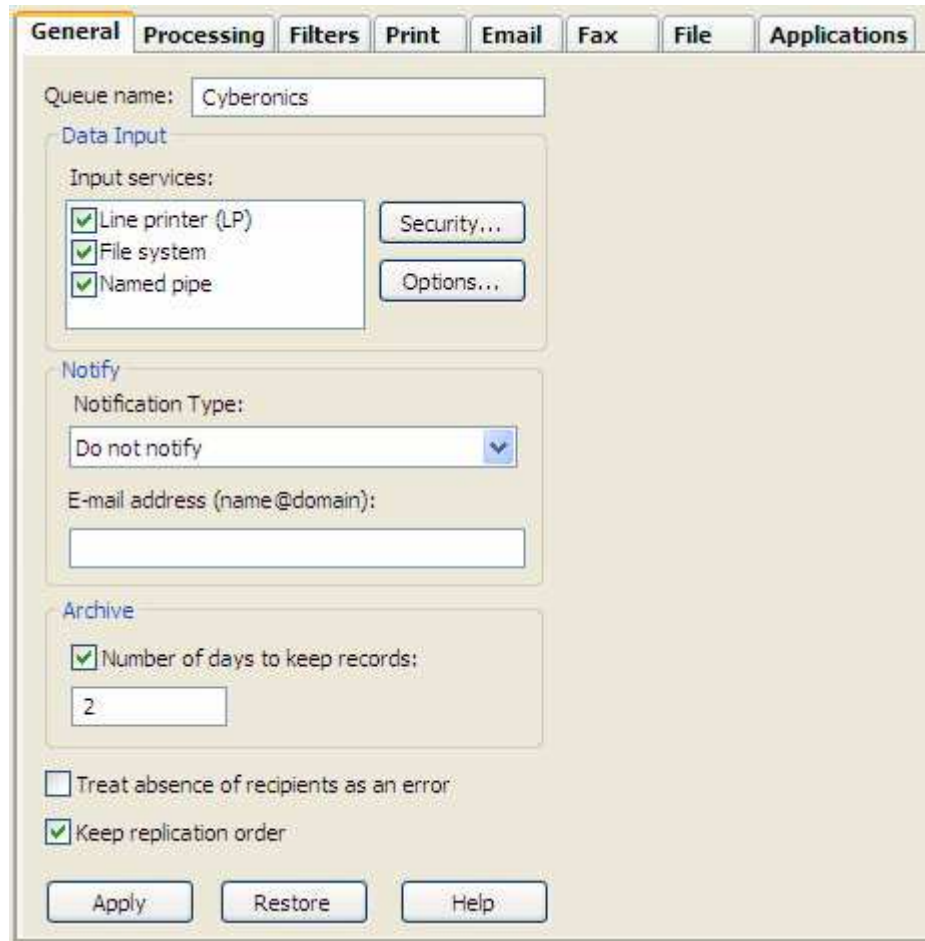 General Processing Filters Print Email Fax File Applications
Queue name: Cyberonics
Data Input
Input services:
Line printer (LP)
Security...
File system
Named pipe
Options...
Notify
Notification Type:
Do not notify
E-mail address (name@domain):
Archive
Number of days to keep records:
2
Treat absence of recipients as an error
Keep replication order
Apply Restore Help